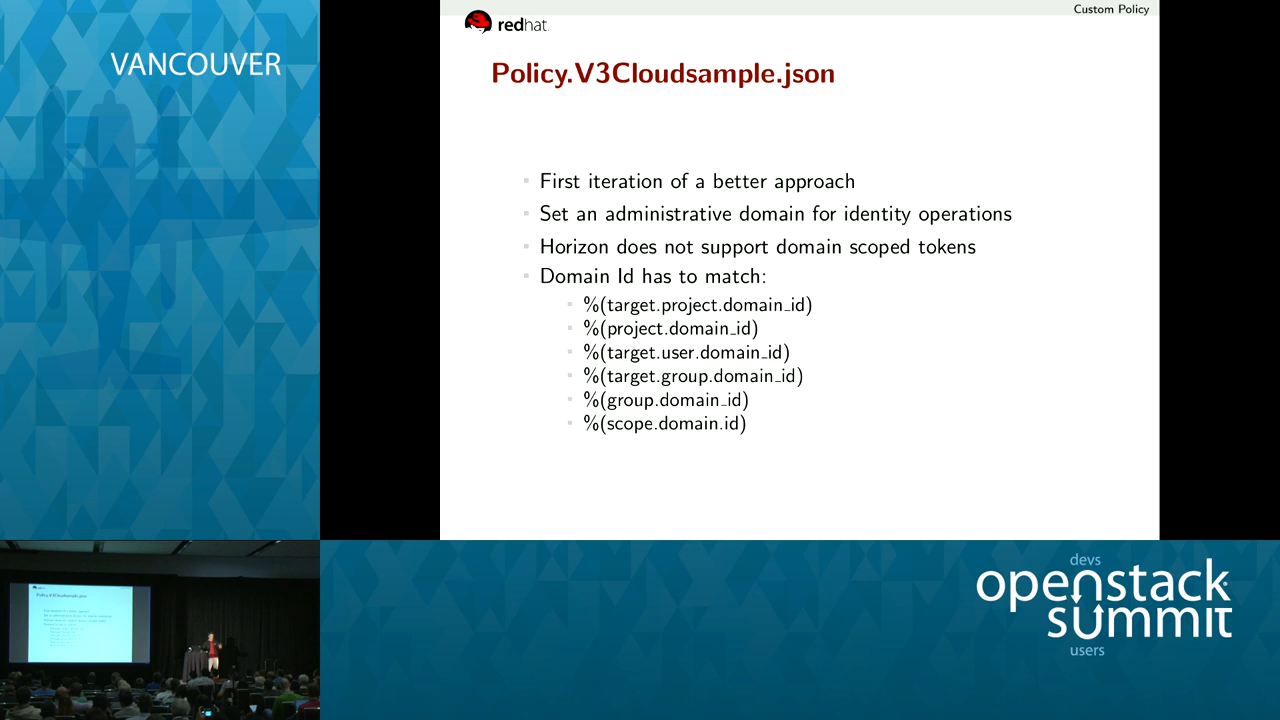 VANCOUVER
Custom Policy
redhat.
Policy.V3Cloudsample.json
First iteration of a better approach
Set an administrative domain for identity operations
Horizon does not support domain scoped tokens
Domain Id has to match:
%(target.project.domain_id)
%(project.domain_id)
%(target.user.domain_id)
%(target.group.domain_id)
%(group.domain_id)
%(scope.domain.id)
devs
openstack
summit
users